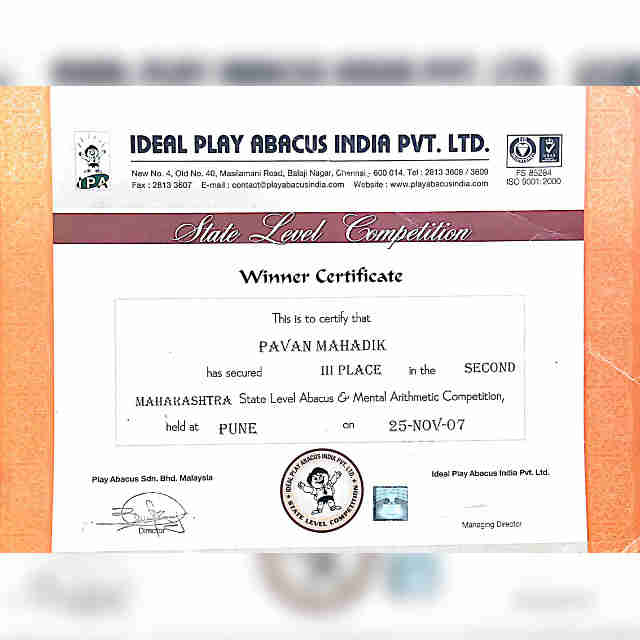 IPA
IDEAL PLAY ABACUS INDIA PVT. LTD.
New No. 4, Old No. 40, Masilamani Road, Balaji Nagar, Chennai - 600 014. Tel : 2813 3608 / 3609
Fax : 2813 3607 E-mail : contact@playabacusindia.com Website : www.playabacusindia.com
FS 85284
ISO 9001:2000
State Level Competition
Winner Certificate
This is to certify that
PAVAN MAHADIK
has secured III PLACE in the SECOND
MAHARASHTRA State Level Abacus & Mental Arithmetic Competition,
held at PUNE on 25-NOV-07
Play Abacus Sdn. Bhd. Malaysia
Director
IDEAL PLAY ABACUS INDIA PVT. LTD.
STATE LEVEL COMPETITION
Ideal Play Abacus India Pvt. Ltd.
Managing Director